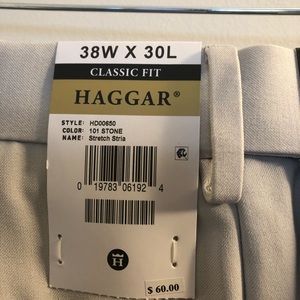 38W X 30L
CLASSIC FIT
HAGGAR®
STYLE: HD00650
COLOR: 101 STONE
NAME: Stretch Stria
0 19783 06192 4
H
$ 60.00